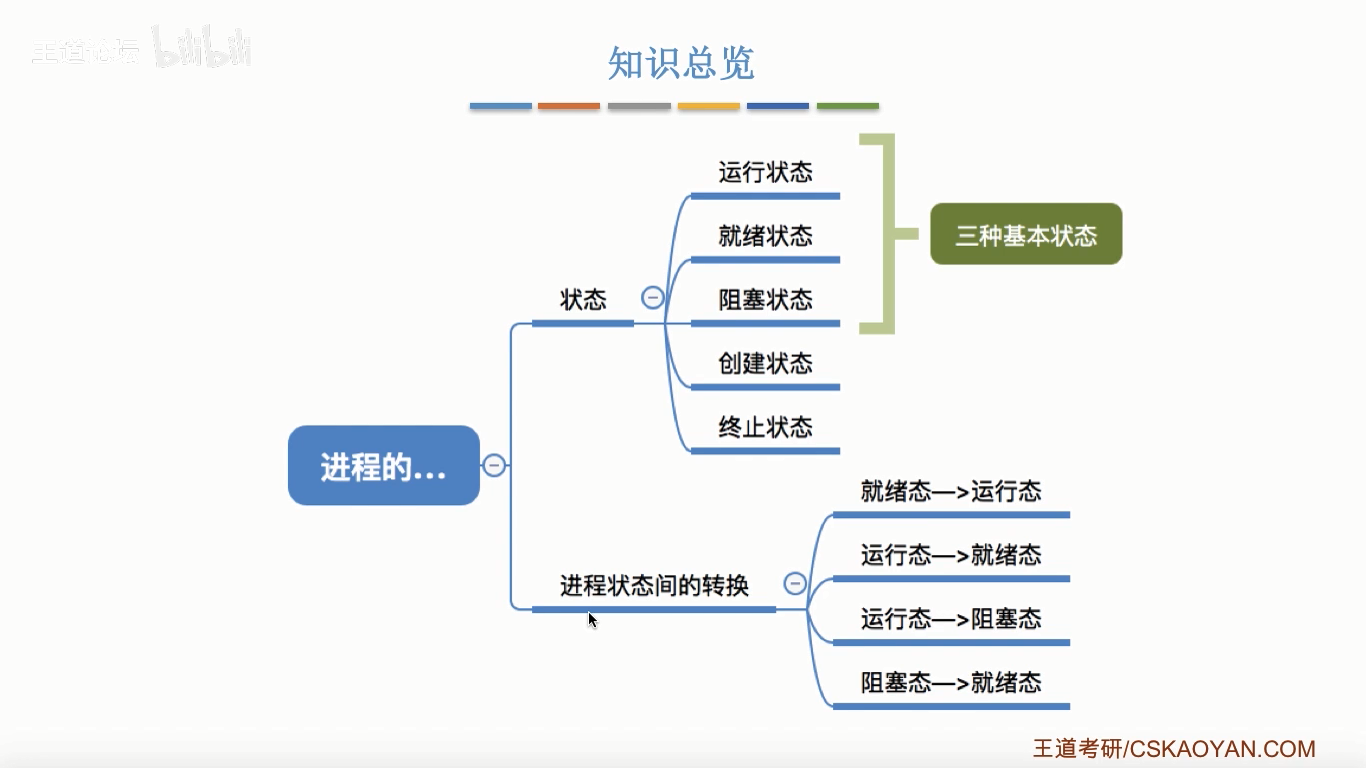 王道论坛 bilibili
知识总览
运行状态
就绪状态
阻塞状态
创建状态
终止状态
三种基本状态
状态
进程的...
进程状态间的转换
就绪态—>运行态
运行态—>就绪态
运行态—>阻塞态
阻塞态—>就绪态
王道考研/CSKAOYAN.COM